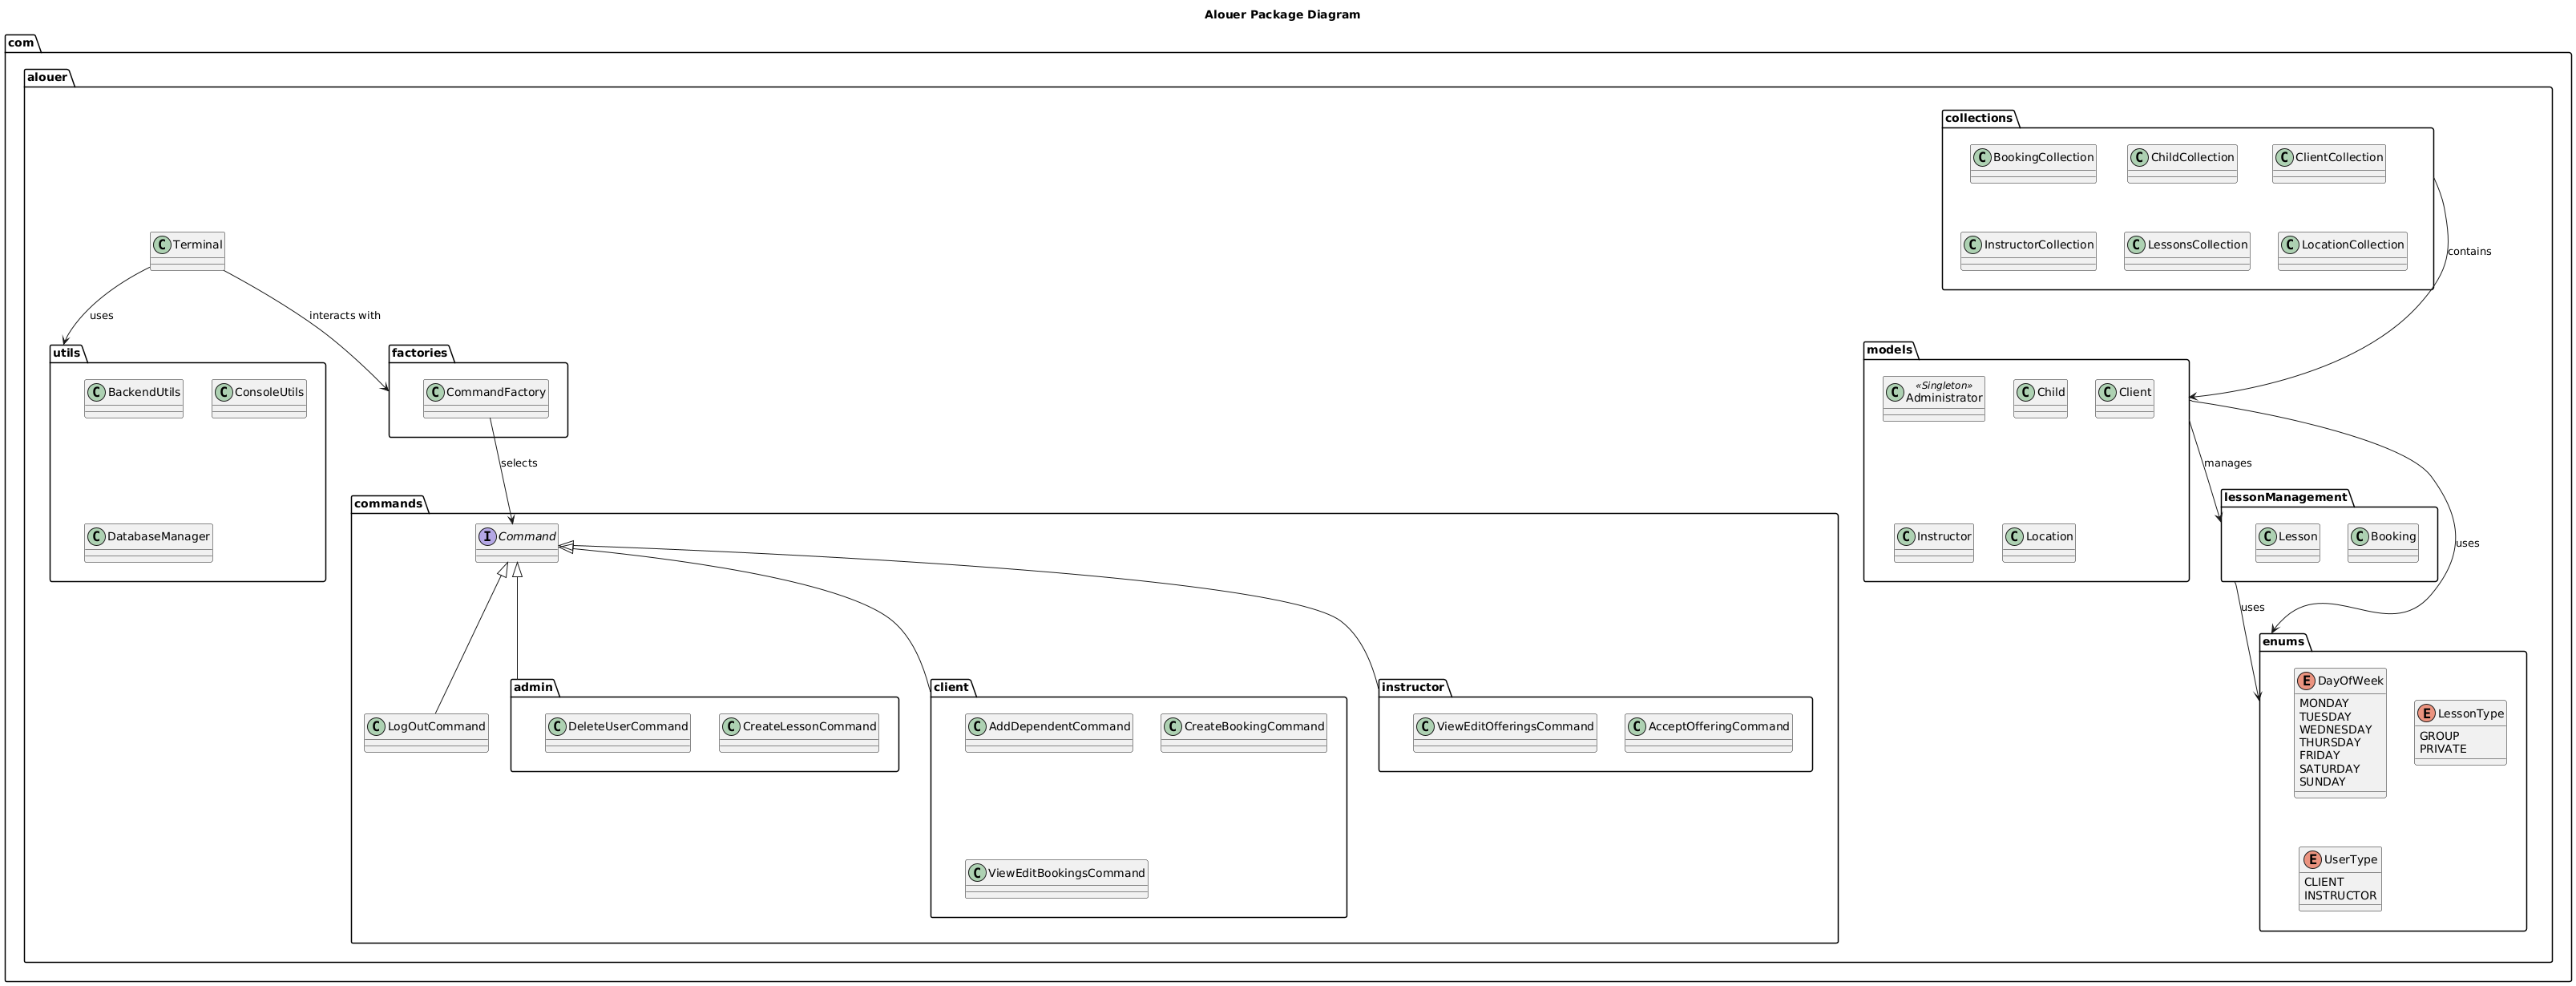 Alouer Package Diagram
com
alouer
collections
C BookingCollection
C ChildCollection
C ClientCollection
C InstructorCollection
C LessonsCollection
C LocationCollection
contains
C Terminal
uses
interacts with
utils
C BackendUtils
C ConsoleUtils
C DatabaseManager
factories
C CommandFactory
selects
models
C «Singleton»
Administrator
C Child
C Client
C Instructor
C Location
manages
uses
lessonManagement
C Lesson
C Booking
uses
commands
I Command
C LogOutCommand
admin
C DeleteUserCommand
C CreateLessonCommand
client
C AddDependentCommand
C CreateBookingCommand
C ViewEditBookingsCommand
instructor
C ViewEditOfferingsCommand
C AcceptOfferingCommand
enums
E DayOfWeek
MONDAY
TUESDAY
WEDNESDAY
THURSDAY
FRIDAY
SATURDAY
SUNDAY
E LessonType
GROUP
PRIVATE
E UserType
CLIENT
INSTRUCTOR